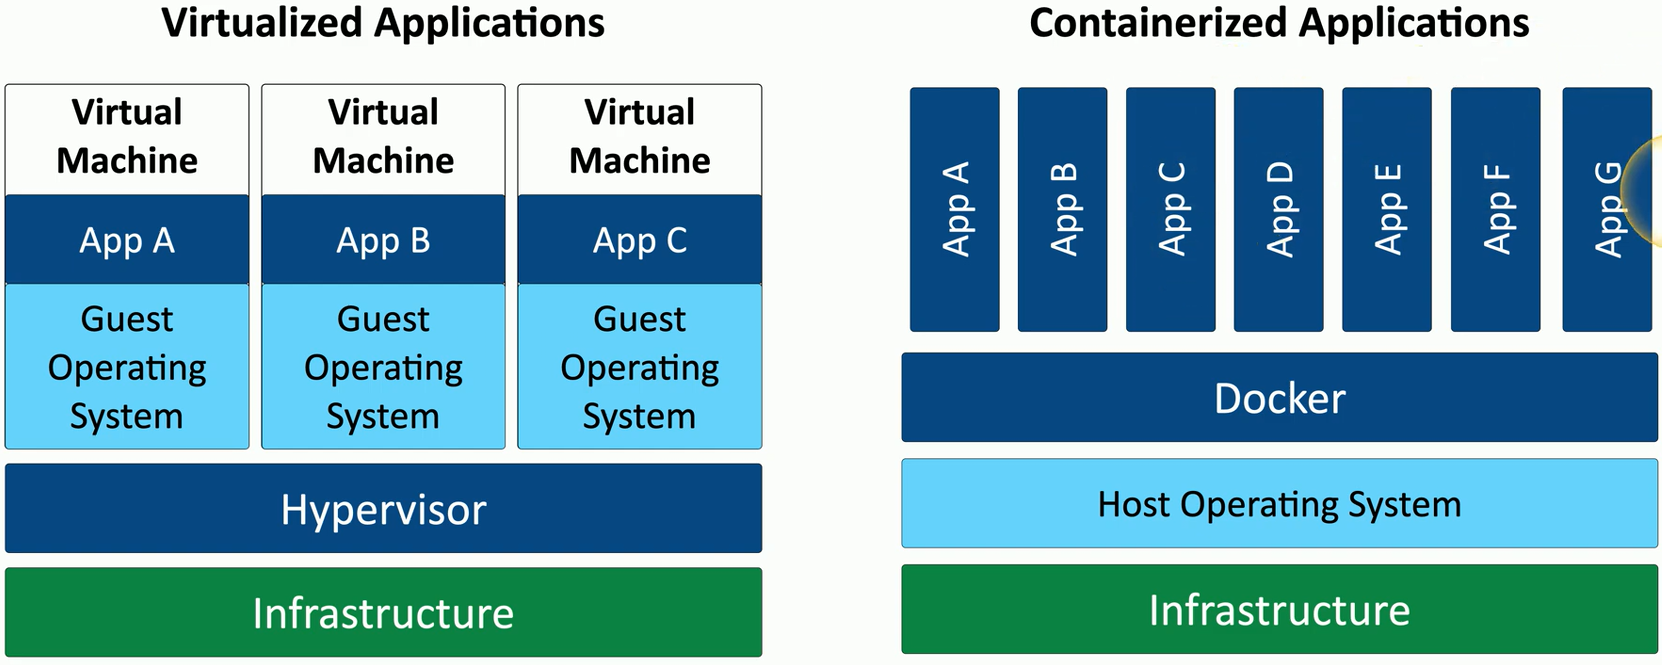 Virtualized Applications
Virtual
Machine
App A
Guest
Operating
System
Virtual
Machine
App B
Guest
Operating
System
Virtual
Machine
App C
Guest
Operating
System
Hypervisor
Infrastructure
Containerized Applications
App A
App B
App C
App D
App E
App F
App G
Docker
Host Operating System
Infrastructure